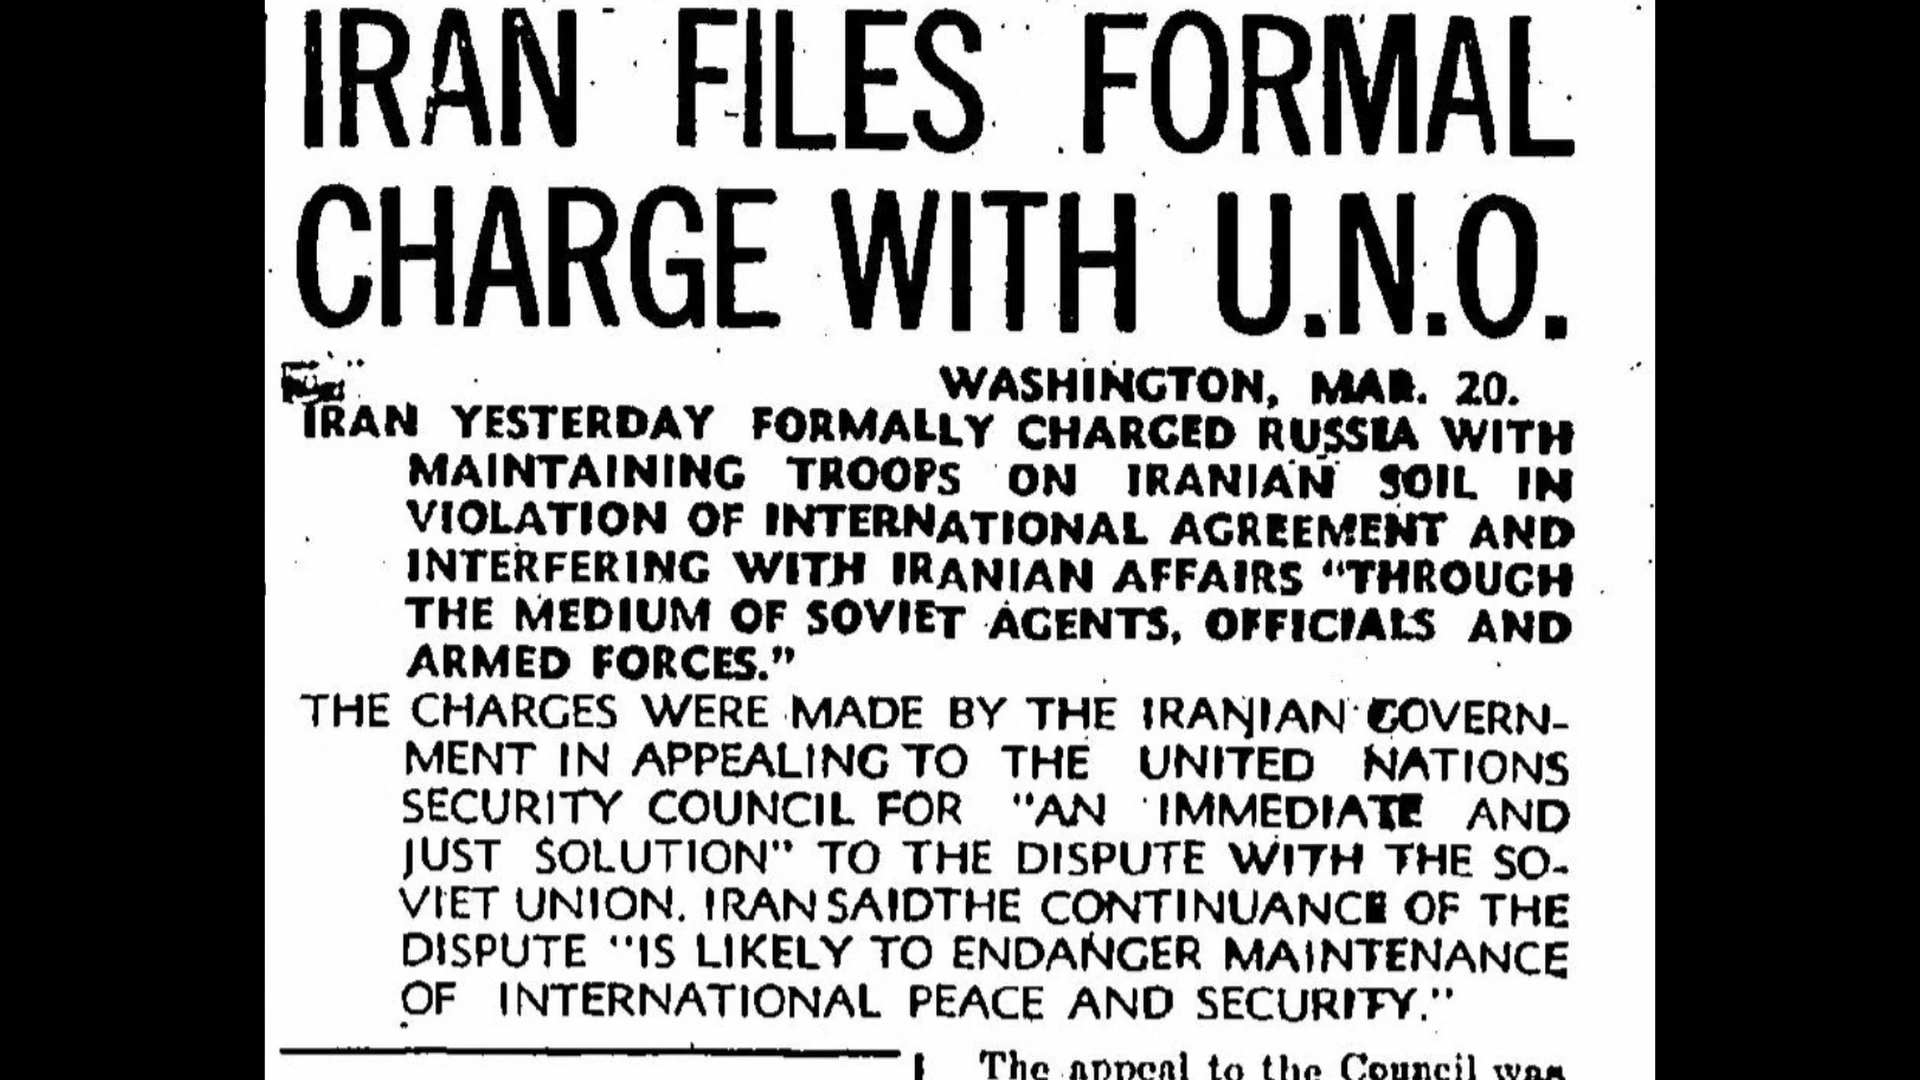 IRAN FILES FORMAL
CHARGE WITH U.N.O.
WASHINGTON, MAR. 20.
IRAN YESTERDAY FORMALLY CHARGED RUSSIA WITH
MAINTAINING TROOPS ON IRANIAN SOIL IN
VIOLATION OF INTERNATIONAL AGREEMENT AND
INTERFERING WITH IRANIAN AFFAIRS "THROUGH
THE MEDIUM OF SOVIET AGENTS, OFFICIALS AND
ARMED FORCES."
THE CHARGES WERE MADE BY THE IRANIAN GOVERN-
MENT IN APPEALING TO THE UNITED NATIONS
SECURITY COUNCIL FOR "AN IMMEDIATE AND
JUST SOLUTION" TO THE DISPUTE WITH THE SO-
VIET UNION. IRAN SAID THE CONTINUANCE OF THE
DISPUTE "IS LIKELY TO ENDANGER MAINTENANCE
OF INTERNATIONAL PEACE AND SECURITY."
The appeal to the Council was